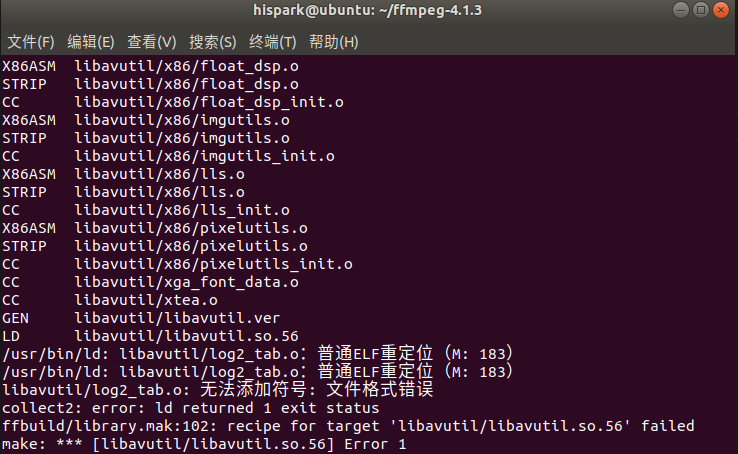 hispark@ubuntu: ~/ffmpeg-4.1.3
文件(F) 编辑(E) 查看(V) 搜索(S) 终端(T) 帮助(H)
X86ASM libavutil/x86/float_dsp.o
STRIP libavutil/x86/float_dsp.o
CC libavutil/x86/float_dsp_init.o
X86ASM libavutil/x86/imgutils.o
STRIP libavutil/x86/imgutils.o
CC libavutil/x86/imgutils_init.o
X86ASM libavutil/x86/lls.o
STRIP libavutil/x86/lls.o
CC libavutil/x86/lls_init.o
X86ASM libavutil/x86/pixelutils.o
STRIP libavutil/x86/pixelutils.o
CC libavutil/x86/pixelutils_init.o
CC libavutil/xga_font_data.o
CC libavutil/xtea.o
GEN libavutil/libavutil.ver
LD libavutil/libavutil.so.56
/usr/bin/ld: libavutil/log2_tab.o：普通ELF重定位（M: 183）
/usr/bin/ld: libavutil/log2_tab.o：普通ELF重定位（M: 183）
libavutil/log2_tab.o: 无法添加符号: 文件格式错误
collect2: error: ld returned 1 exit status
ffbuild/library.mak:102: recipe for target 'libavutil/libavutil.so.56' failed
make: *** [libavutil/libavutil.so.56] Error 1